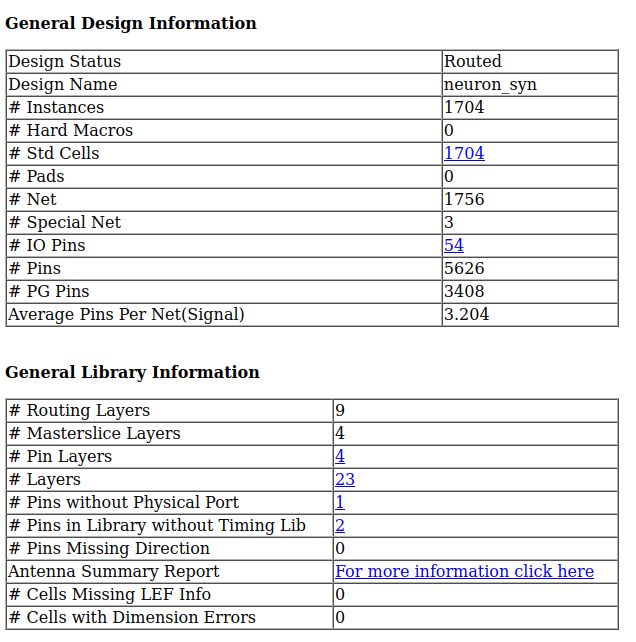 General Design Information
Design Status Routed
Design Name neuron_syn
# Instances 1704
# Hard Macros 0
# Std Cells 1704
# Pads 0
# Net 1756
# Special Net 3
# IO Pins 54
# Pins 5626
# PG Pins 3408
Average Pins Per Net(Signal) 3.204
General Library Information
# Routing Layers 9
# Masterslice Layers 4
# Pin Layers 4
# Layers 23
# Pins without Physical Port 1
# Pins in Library without Timing Lib 2
# Pins Missing Direction 0
Antenna Summary Report For more information click here
# Cells Missing LEF Info 0
# Cells with Dimension Errors 0